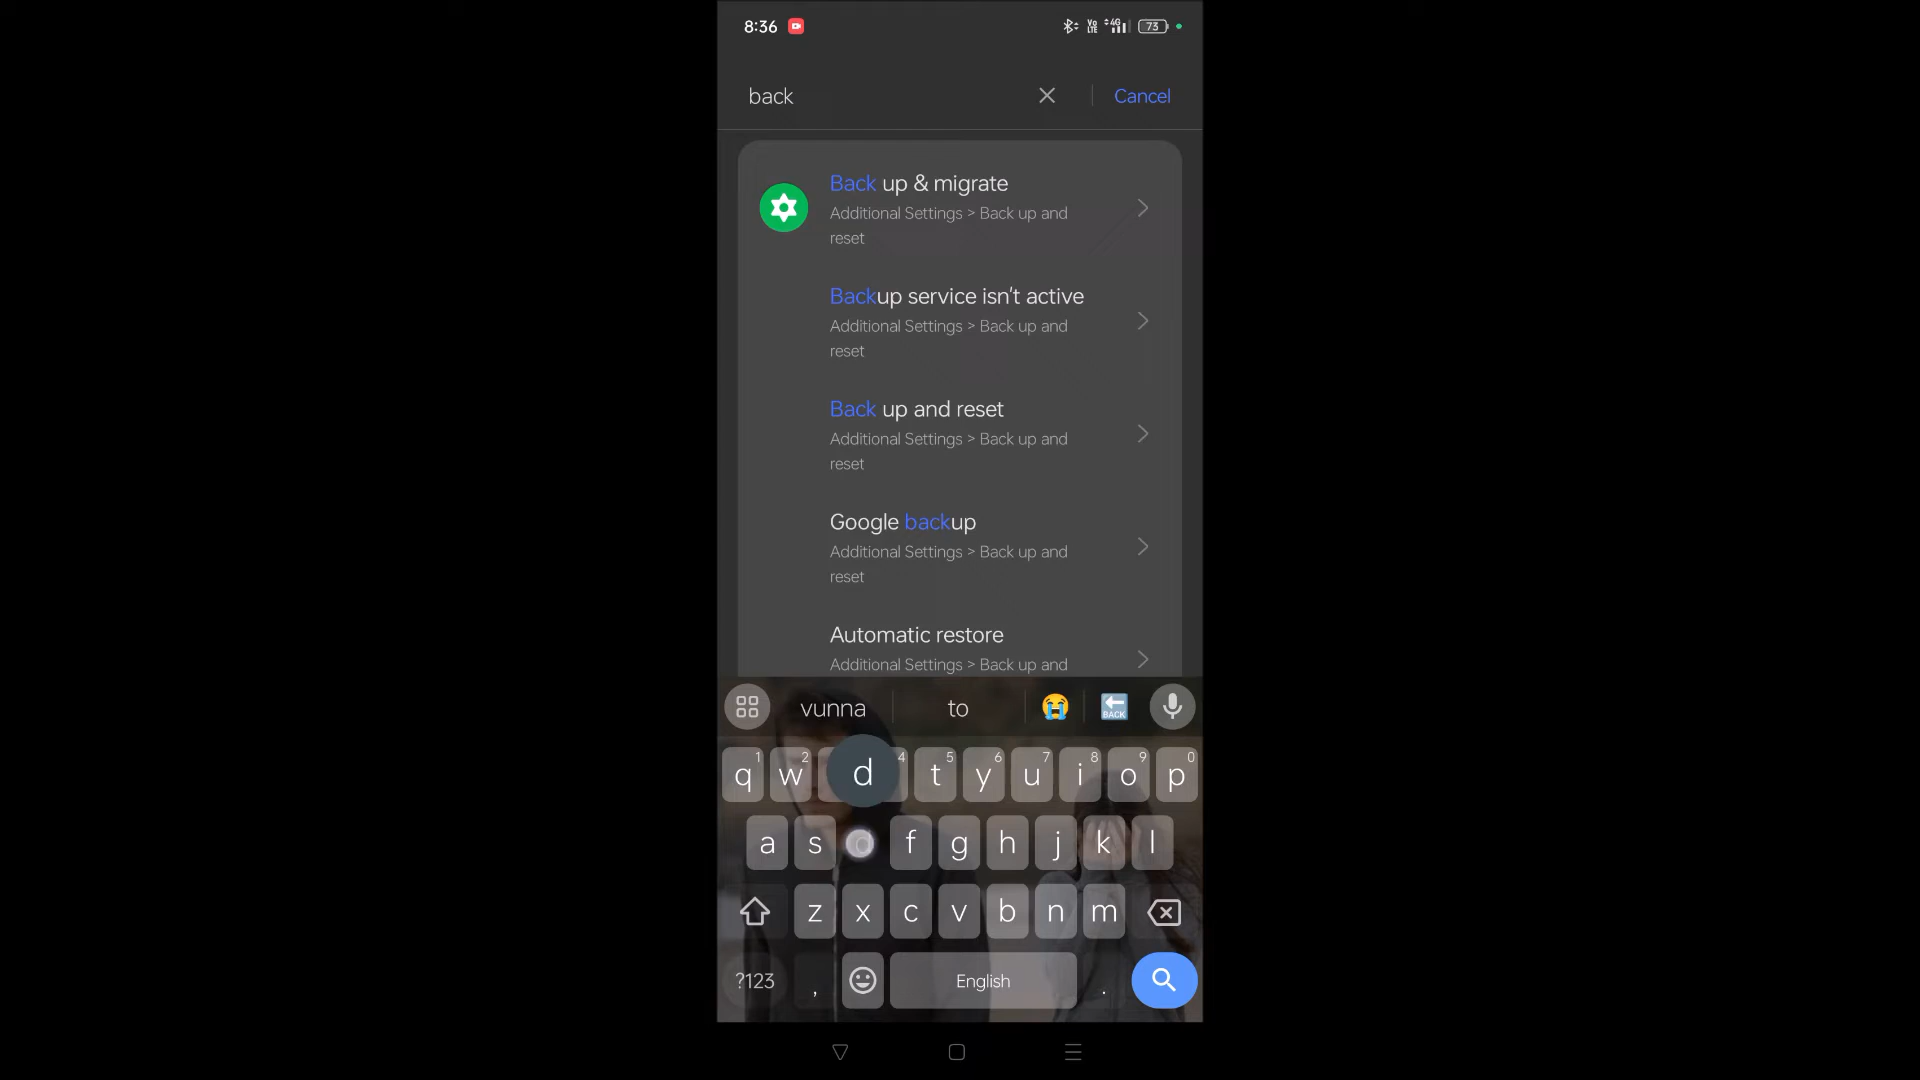 8:36 Vo LTE 4G 73
back Cancel
Back up & migrate
Additional Settings > Back up and
reset
Backup service isn't active
Additional Settings > Back up and
reset
Back up and reset
Additional Settings > Back up and
reset
Google backup
Additional Settings > Back up and
reset
Automatic restore
Additional Settings > Back up and
vunna to 😭 BACK
1 2 4 5 6 7 8 9 0
q w d t y u i o p
a s f g h j k l
z x c v b n m
?123 , English .